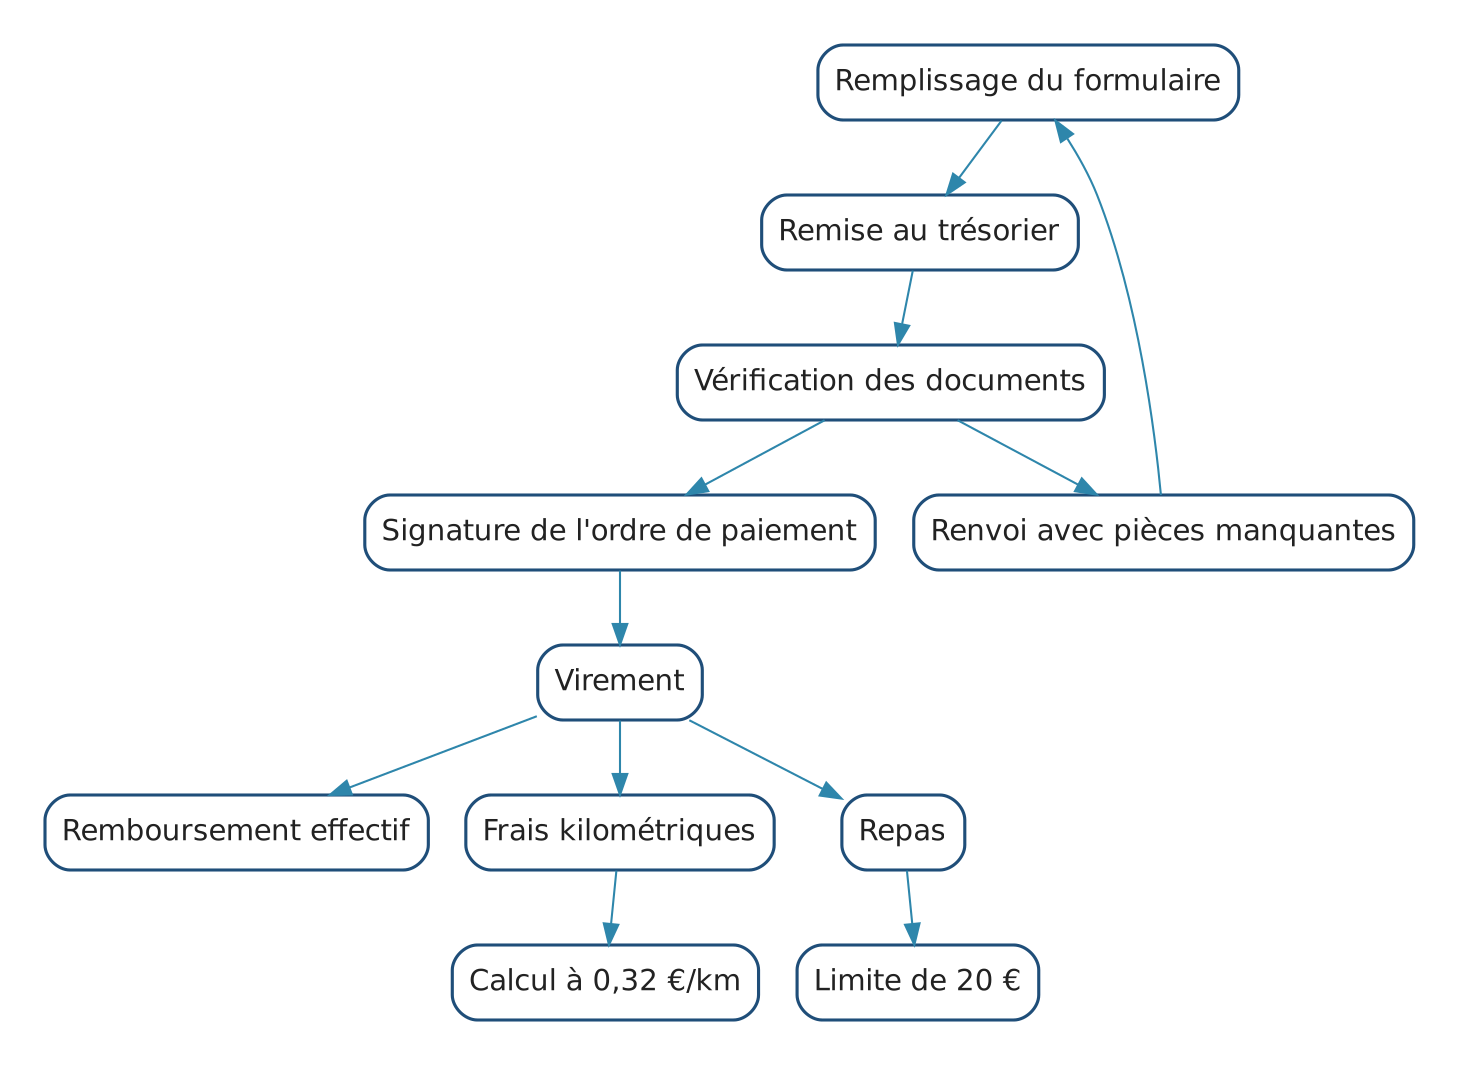 Remplissage du formulaire
Remise au trésorier
Vérification des documents
Signature de l'ordre de paiement
Renvoi avec pièces manquantes
Virement
Remboursement effectif
Frais kilométriques
Repas
Calcul à 0,32 €/km
Limite de 20 €